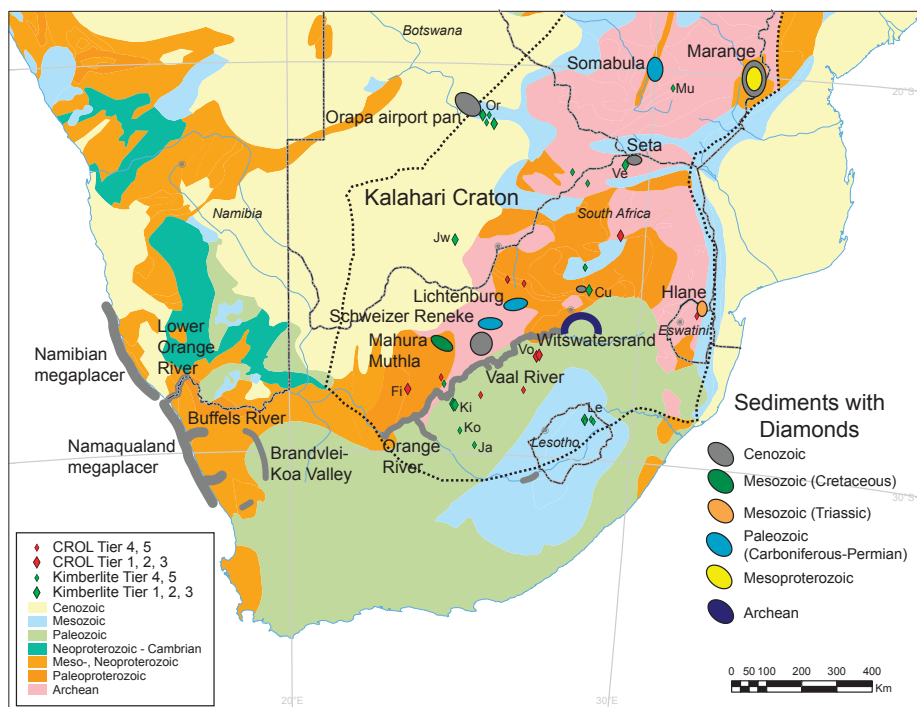 Botswana
Somabula
Marange
Mu
20°S
Or
Orapa airport pan
Seta
Ve
Kalahari Craton
Namibia
South Africa
Jw
Cu
Lichtenburg
Schweizer Reneke
Hlane
Eswatini
Mahura
Muthla
Witswatersrand
Lower
Orange
River
Namibian
megaplacer
Vo
Vaal River
Fi
Buffels River
Ki
Le
Ko
Ja
Lesotho
Namaqualand
megaplacer
Brandvlei-
Koa Valley
Orange
River
30°S
Sediments with
Diamonds
Cenozoic
Mesozoic (Cretaceous)
Mesozoic (Triassic)
Paleozoic
(Carboniferous-Permian)
Mesoproterozoic
Archean
CROL Tier 4, 5
CROL Tier 1, 2, 3
Kimberlite Tier 4, 5
Kimberlite Tier 1, 2, 3
Cenozoic
Mesozoic
Paleozoic
Neoproterozoic - Cambrian
Meso-, Neoproterozoic
Paleoproterozoic
Archean
20°E
30°E
0 50 100 200 300 400
Km